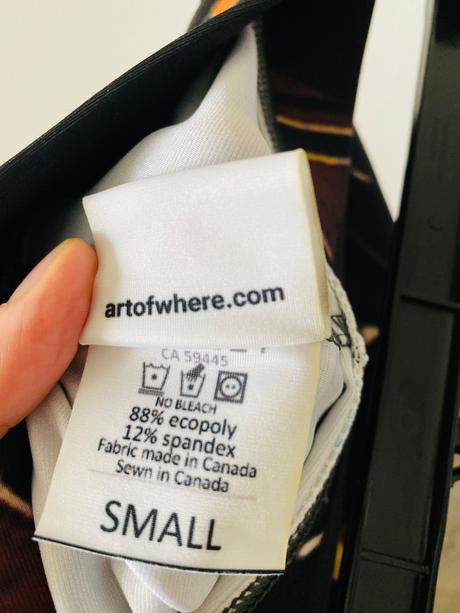 artofwhere.com
CA 59445
NO BLEACH
88% ecopoly
12% spandex
Fabric made in Canada
Sewn in Canada
SMALL